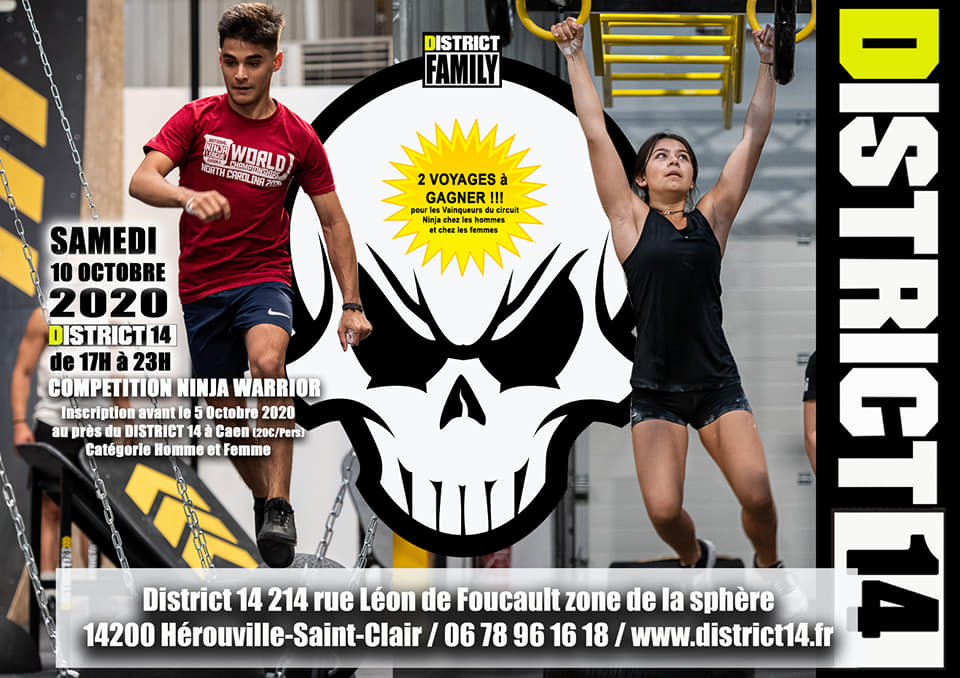 DISTRICT
FAMILY
2 VOYAGES à
GAGNER !!!
pour les Vainqueurs du circuit
Ninja chez les hommes
et chez les femmes
WORLD
CHAMPIONSHIPS
NORTH CAROLINA
SAMEDI
10 OCTOBRE
2020
DISTRICT 14
de 17H à 23H
COMPETITION NINJA WARRIOR
Inscription avant le 5 Octobre 2020
au près du DISTRICT 14 à Caen (20€/Pers)
Catégorie Homme et Femme
District 14 214 rue Léon de Foucault zone de la sphère
14200 Hérouville-Saint-Clair / 06 78 96 16 18 / www.district14.fr
DISTRICT 14